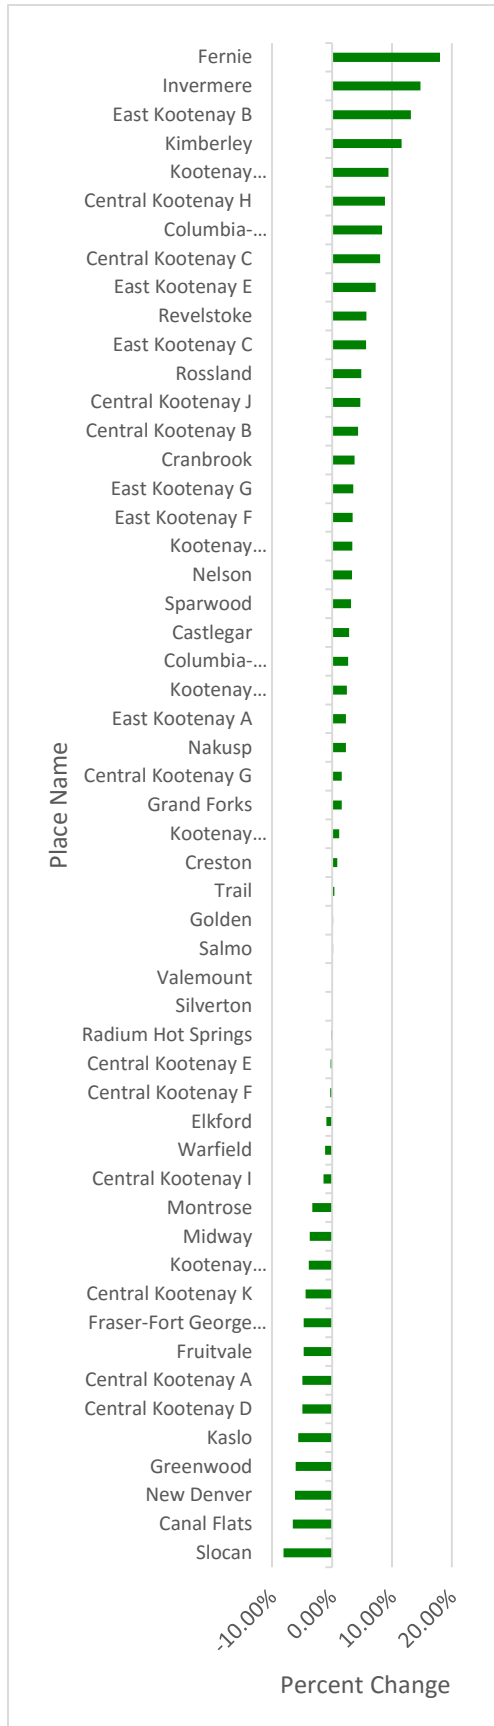 Fernie
Invermere
East Kootenay B
Kimberley
Kootenay...
Central Kootenay H
Columbia-...
Central Kootenay C
East Kootenay E
Revelstoke
East Kootenay C
Rossland
Central Kootenay J
Central Kootenay B
Cranbrook
East Kootenay G
East Kootenay F
Kootenay...
Nelson
Sparwood
Castlegar
Columbia-...
Kootenay...
East Kootenay A
Nakusp
Central Kootenay G
Grand Forks
Kootenay...
Creston
Trail
Golden
Salmo
Valemount
Silverton
Radium Hot Springs
Central Kootenay E
Central Kootenay F
Elkford
Warfield
Central Kootenay I
Montrose
Midway
Kootenay...
Central Kootenay K
Fraser-Fort George...
Fruitvale
Central Kootenay A
Central Kootenay D
Kaslo
Greenwood
New Denver
Canal Flats
Slocan
Place Name
-10.00%
0.00%
10.00%
20.00%
Percent Change